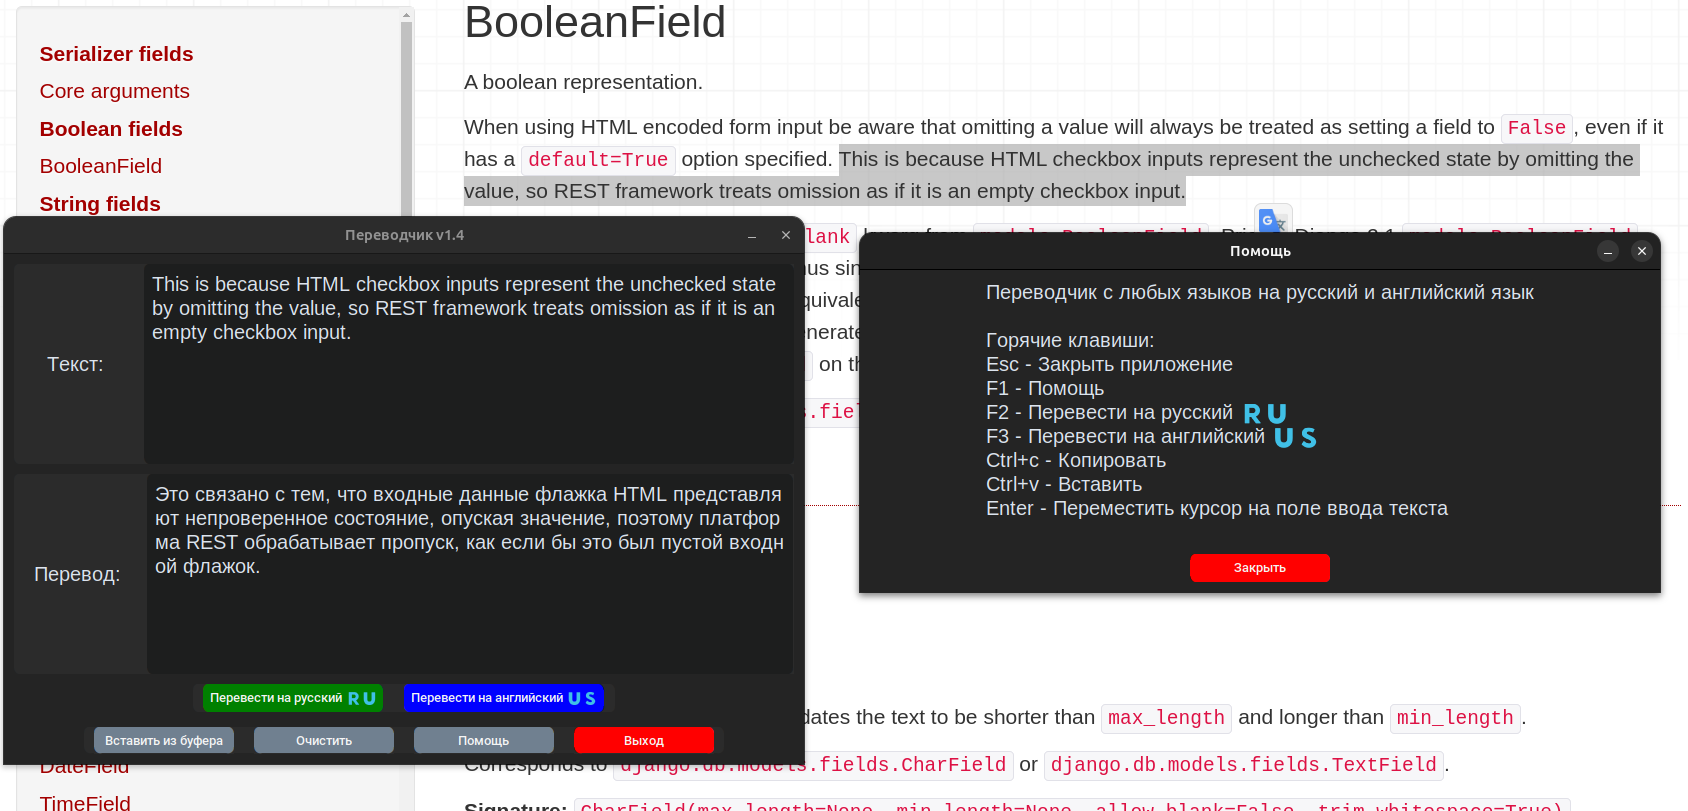 BooleanField
Serializer fields
Core arguments
Boolean fields
BooleanField
String fields
A boolean representation.
When using HTML encoded form input be aware that omitting a value will always be treated as setting a field to False, even if it
has a default=True option specified. This is because HTML checkbox inputs represent the unchecked state by omitting the
value, so REST framework treats omission as if it is an empty checkbox input.
Переводчик v1.4
Текст:
This is because HTML checkbox inputs represent the unchecked state
by omitting the value, so REST framework treats omission as if it is an
empty checkbox input.
Перевод:
Это связано с тем, что входные данные флажка HTML представля
ют непроверенное состояние, опуская значение, поэтому платфор
ма REST обрабатывает пропуск, как если бы это был пустой входн
ой флажок.
Перевести на русский RU
Перевести на английский US
Вставить из буфера
Очистить
Помощь
Выход
Помощь
Переводчик с любых языков на русский и английский язык
Горячие клавиши:
Esc - Закрыть приложение
F1 - Помощь
F2 - Перевести на русский RU
F3 - Перевести на английский US
Ctrl+c - Копировать
Ctrl+v - Вставить
Enter - Переместить курсор на поле ввода текста
Закрыть
lank
on
dates the text to be shorter than max_length and longer than min_length.
DateField
Corresponds to django.db.models.fields.CharField or django.db.models.fields.TextField.
TimeField
Signature: CharField(max_length=None, min_length=None, allow_blank=False, trim_whitespace=True)